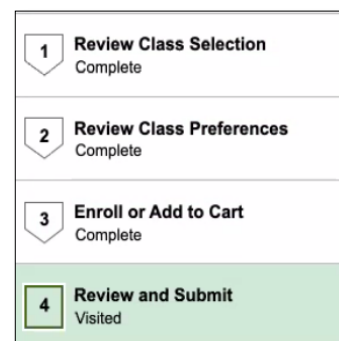 1
Review Class Selection
Complete
2
Review Class Preferences
Complete
3
Enroll or Add to Cart
Complete
4
Review and Submit
Visited